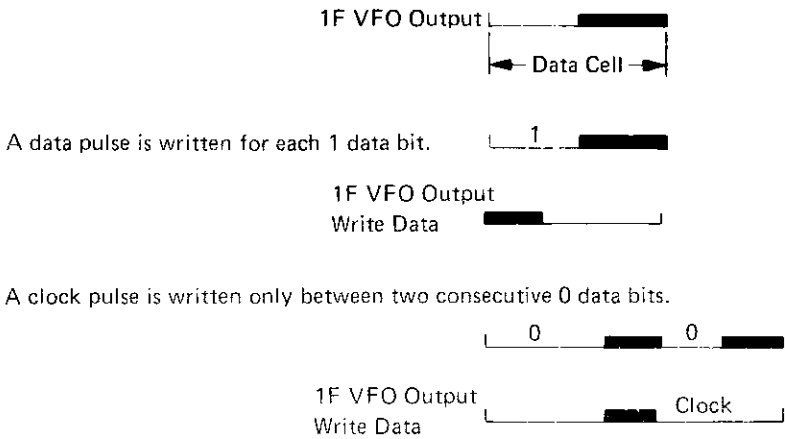 1F VFO Output
Data Cell
A data pulse is written for each 1 data bit.
1
1F VFO Output
Write Data
A clock pulse is written only between two consecutive 0 data bits.
0 0
1F VFO Output
Clock
Write Data